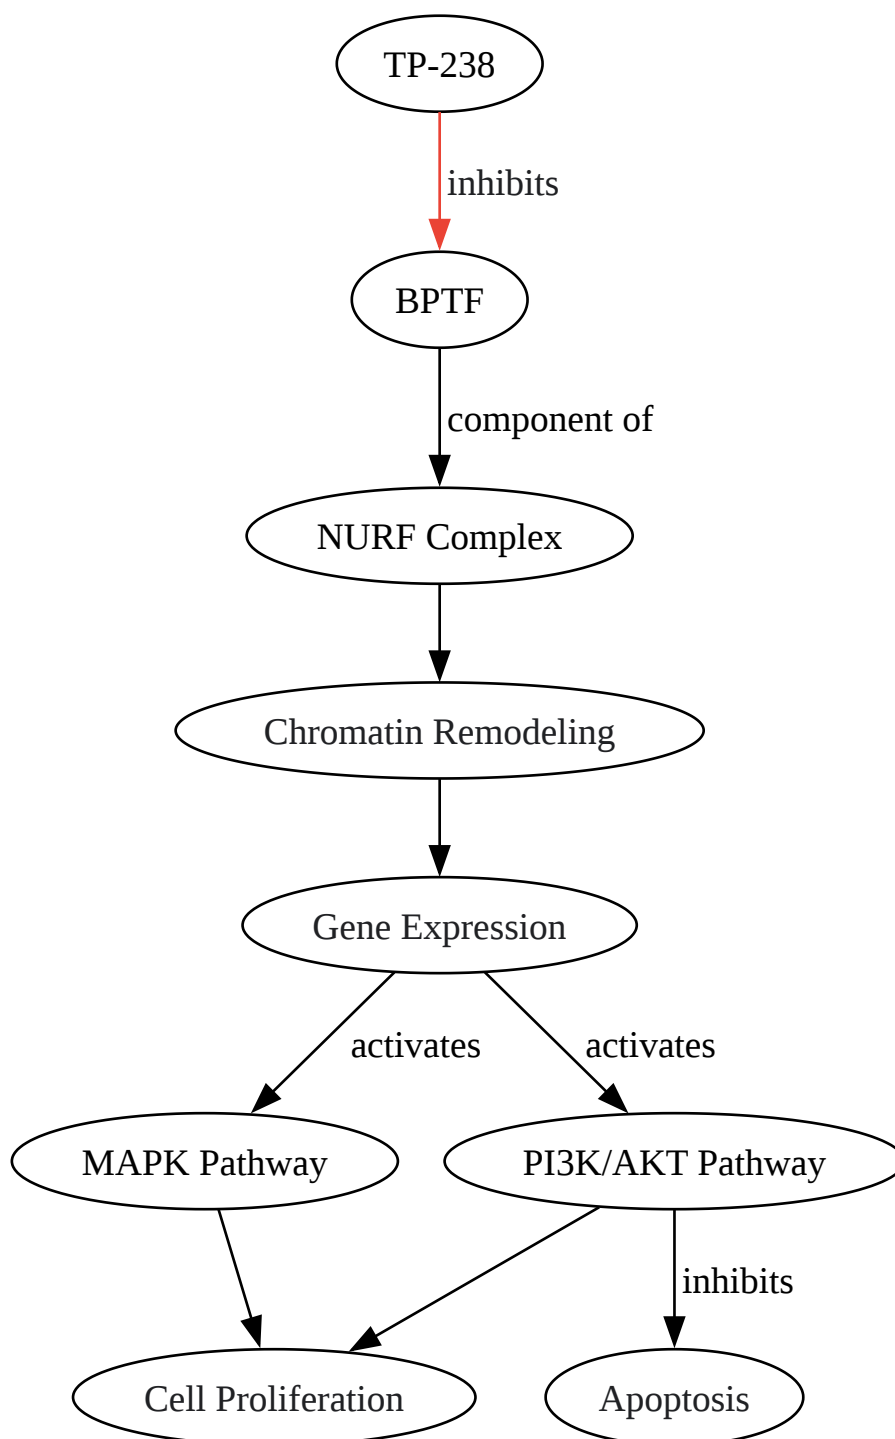 TP-238
inhibits
BPTF
component of
NURF Complex
Chromatin Remodeling
Gene Expression
activates
activates
MAPK Pathway
PI3K/AKT Pathway
inhibits
Cell Proliferation
Apoptosis